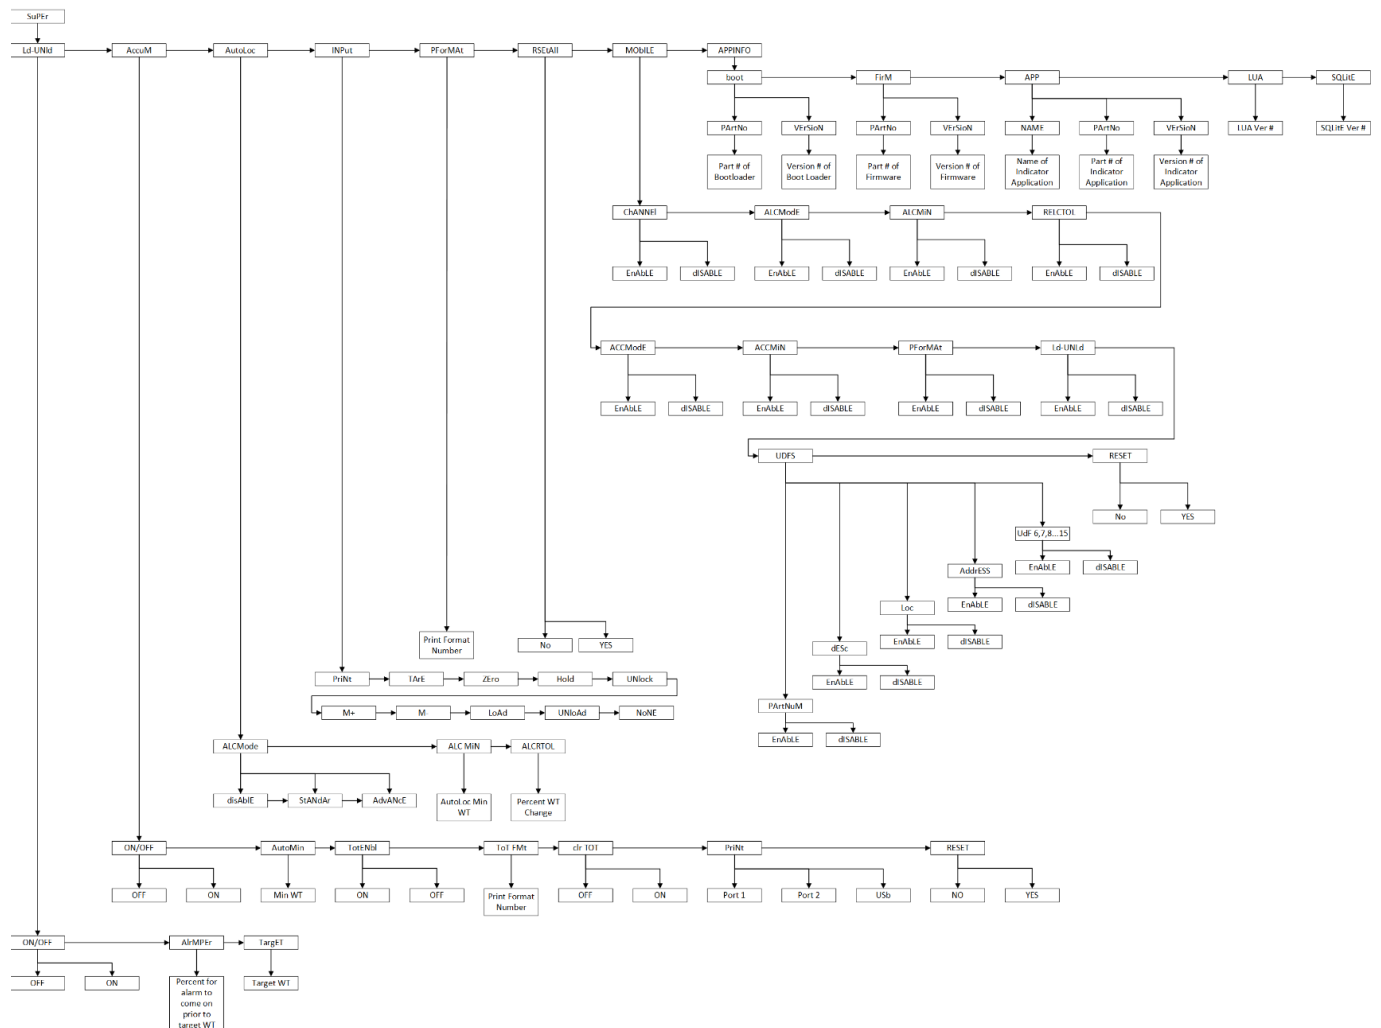 SuPEr
Ld-UNld
AccuM
AutoLoc
INPut
PForMAt
RSEtAll
MObILE
APPINFO
boot
FirM
APP
LUA
SQLitE
PArtNo
VErSioN
PArtNo
VErSioN
NAME
PArtNo
VErSioN
LUA Ver #
SQLitE Ver #
Part # of
Bootloader
Version # of
Boot Loader
Part # of
Firmware
Version # of
Firmware
Name of
Indicator
Application
Part # of
Indicator
Application
Version # of
Indicator
Application
ChANNEl
ALCModE
ALCMiN
RELCTOL
EnAbLE
dISABLE
EnAbLE
dISABLE
EnAbLE
dISABLE
EnAbLE
dISABLE
ACCModE
ACCMiN
PForMAt
Ld-UNLd
EnAbLE
dISABLE
EnAbLE
dISABLE
EnAbLE
dISABLE
EnAbLE
dISABLE
UDFS
RESET
No
YES
UdF 6,7,8...15
EnAbLE
dISABLE
AddrESS
EnAbLE
dISABLE
Loc
EnAbLE
dISABLE
dESc
EnAbLE
dISABLE
PArtNuM
EnAbLE
dISABLE
Print Format
Number
No
YES
PriNt
TArE
ZEro
Hold
UNlock
M+
M-
LoAd
UNloAd
NoNE
ALCMode
ALC MiN
ALCRTOL
disAblE
StANdAr
AdvANcE
AutoLoc Min
WT
Percent WT
Change
ON/OFF
AutoMin
TotENbl
ToT FMt
clr TOT
PriNt
RESET
OFF
ON
Min WT
ON
OFF
Print Format
Number
OFF
ON
Port 1
Port 2
USb
NO
YES
ON/OFF
AlrMPEr
TargET
OFF
ON
Percent for
alarm to
come on
prior to
target WT
Target WT